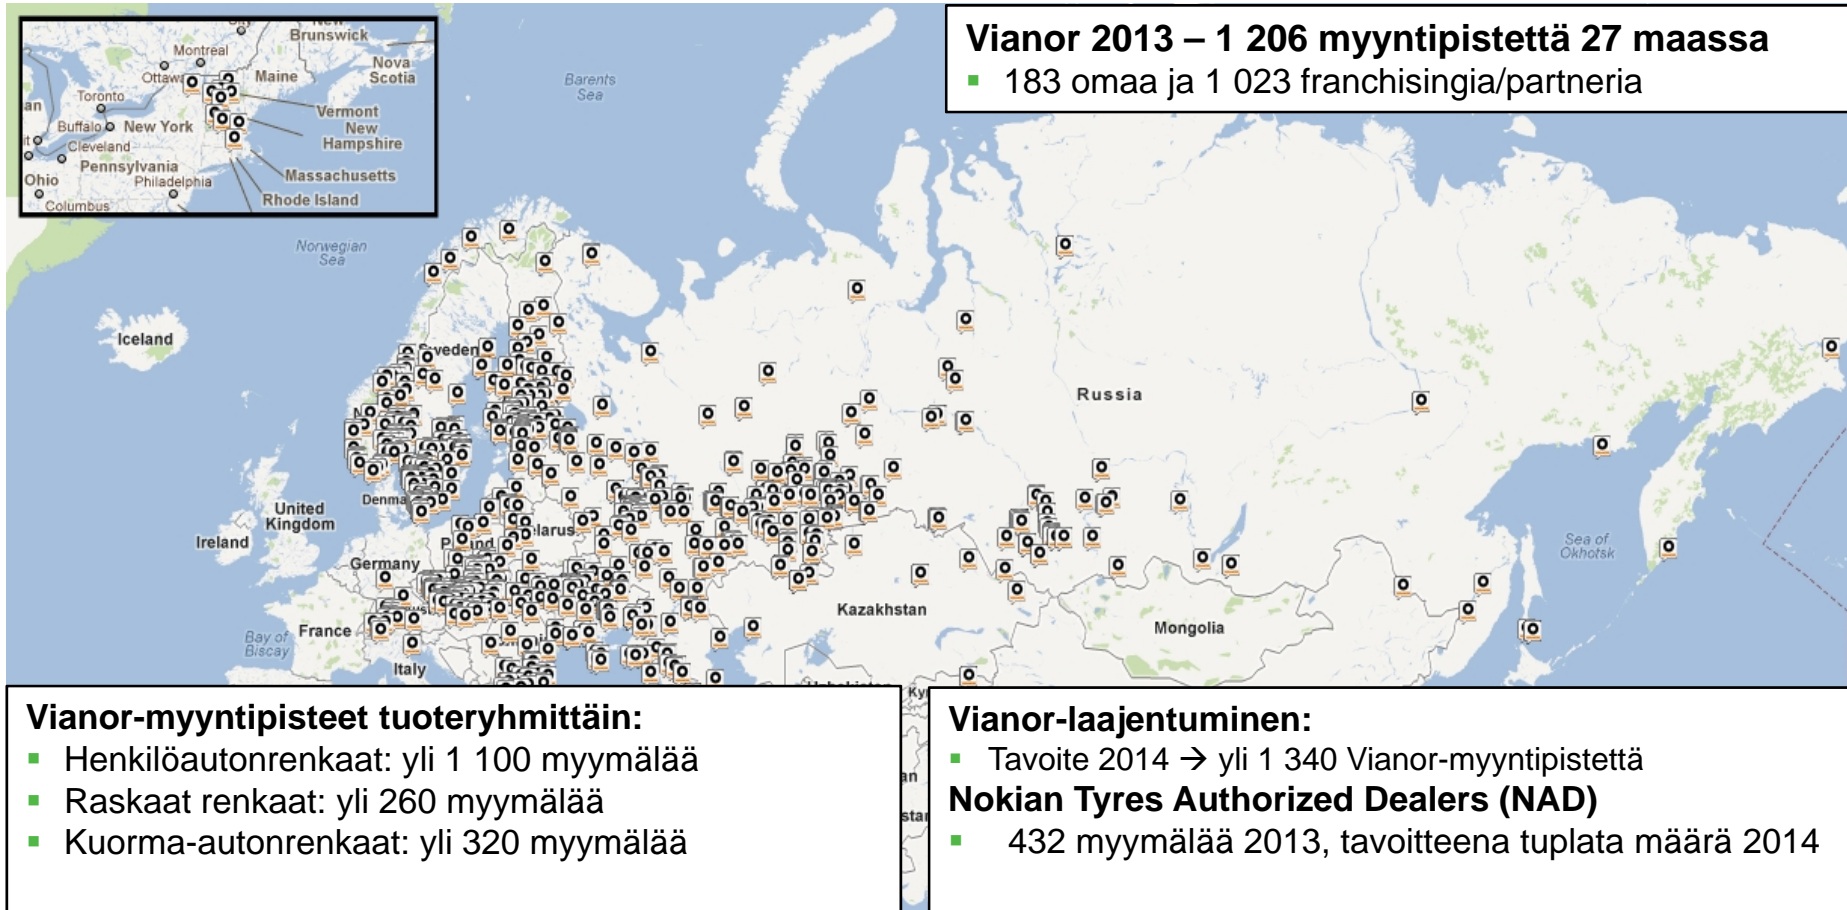 Vianor 2013 – 1 206 myyntipistettä 27 maassa
▪ 183 omaa ja 1 023 franchisingia/partneria
New
Brunswick
Montreal
Ottawa
Maine
Nova
Scotia
an
Toronto
Vermont
Buffalo
New York
New
Hampshire
it
Cleveland
Pennsylvania
Massachusetts
Ohio
Philadelphia
Rhode Island
Columbus
Barents
Sea
Norwegian
Sea
Iceland
Sweden
Russia
Denma
United
Kingdom
Ireland
elarus
Sea of
Okhotsk
Germany
Kazakhstan
France
Mongolia
Bay of
Biscay
Italy
Vianor-myyntipisteet tuoteryhmittäin:
▪ Henkilöautonrenkaat: yli 1 100 myymälää
▪ Raskaat renkaat: yli 260 myymälää
▪ Kuorma-autonrenkaat: yli 320 myymälää
Vianor-laajentuminen:
▪ Tavoite 2014 → yli 1 340 Vianor-myyntipistettä
Nokian Tyres Authorized Dealers (NAD)
▪ 432 myymälää 2013, tavoitteena tuplata määrä 2014